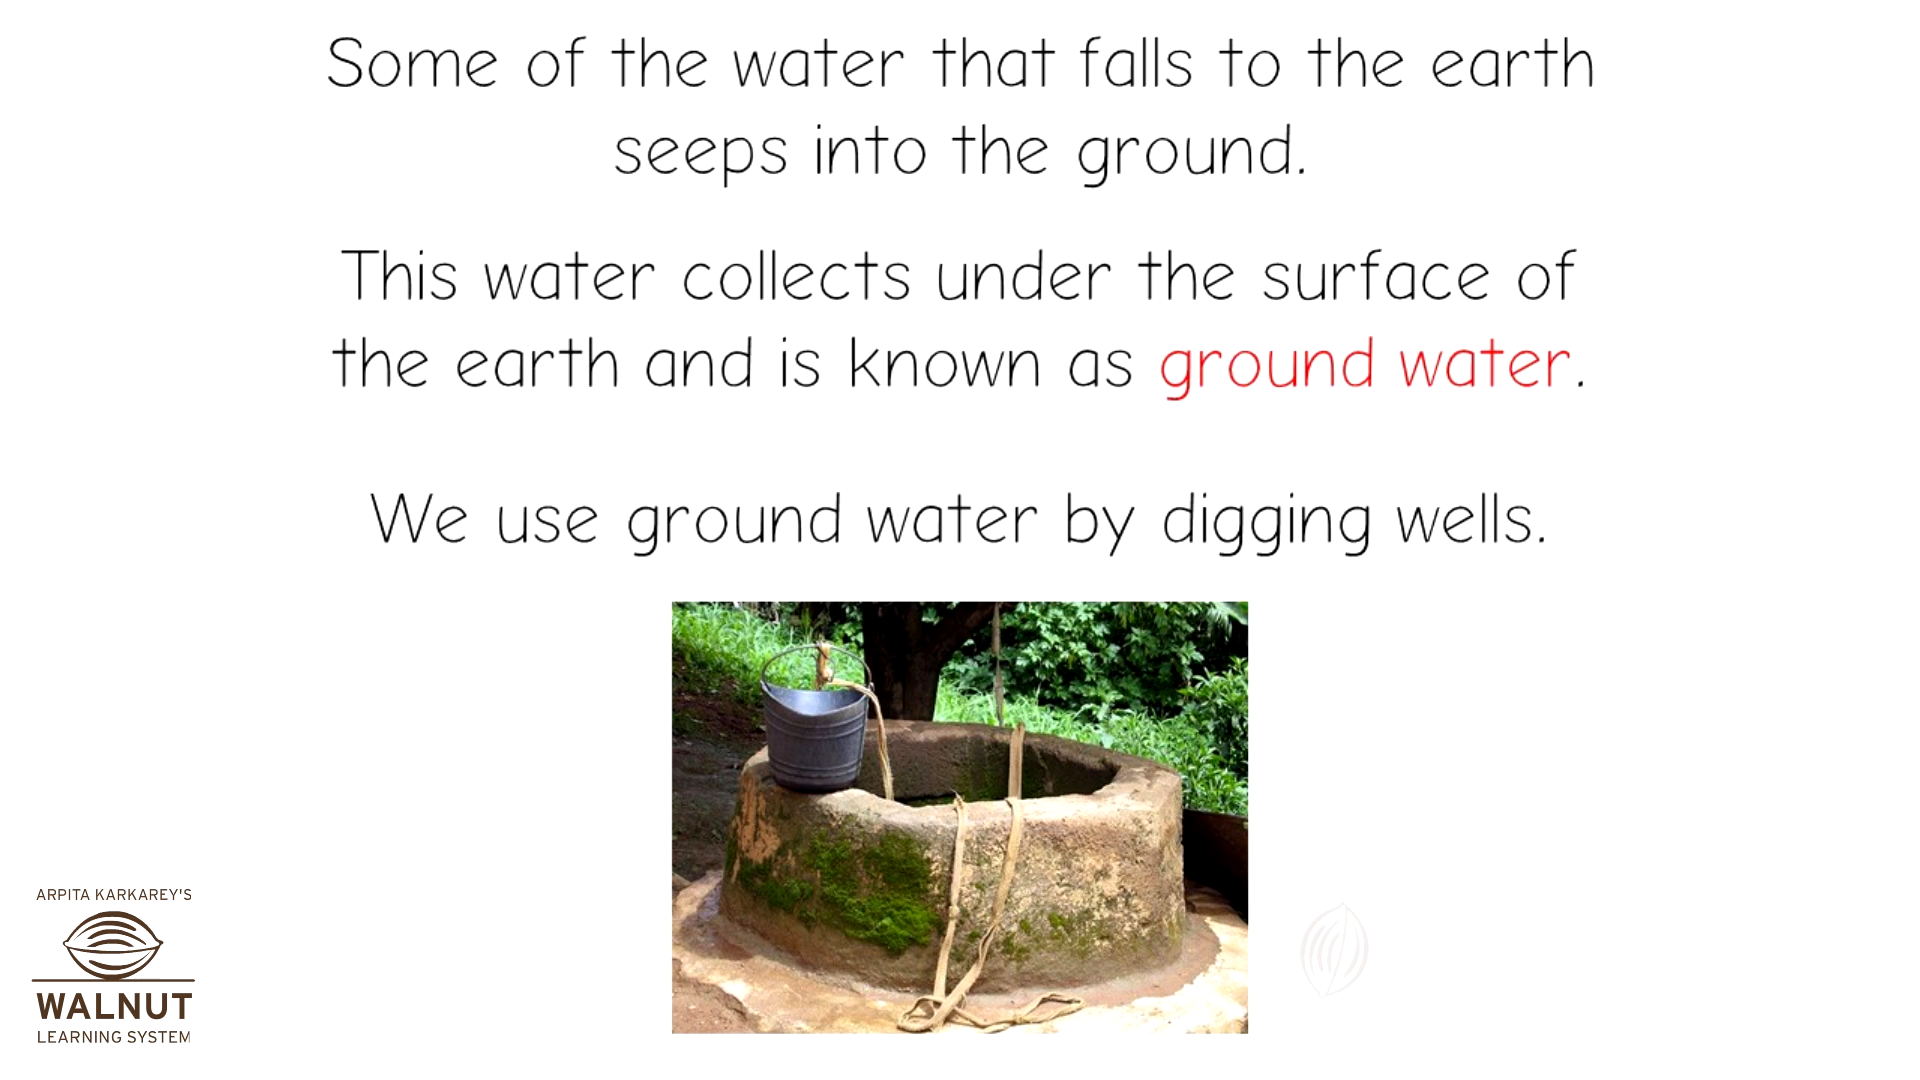 Some of the water that falls to the earth
seeps into the ground.
This water collects under the surface of
the earth and is known as ground water.
We use ground water by digging wells.
ARPITA KARKAREY'S
WALNUT
LEARNING SYSTEM